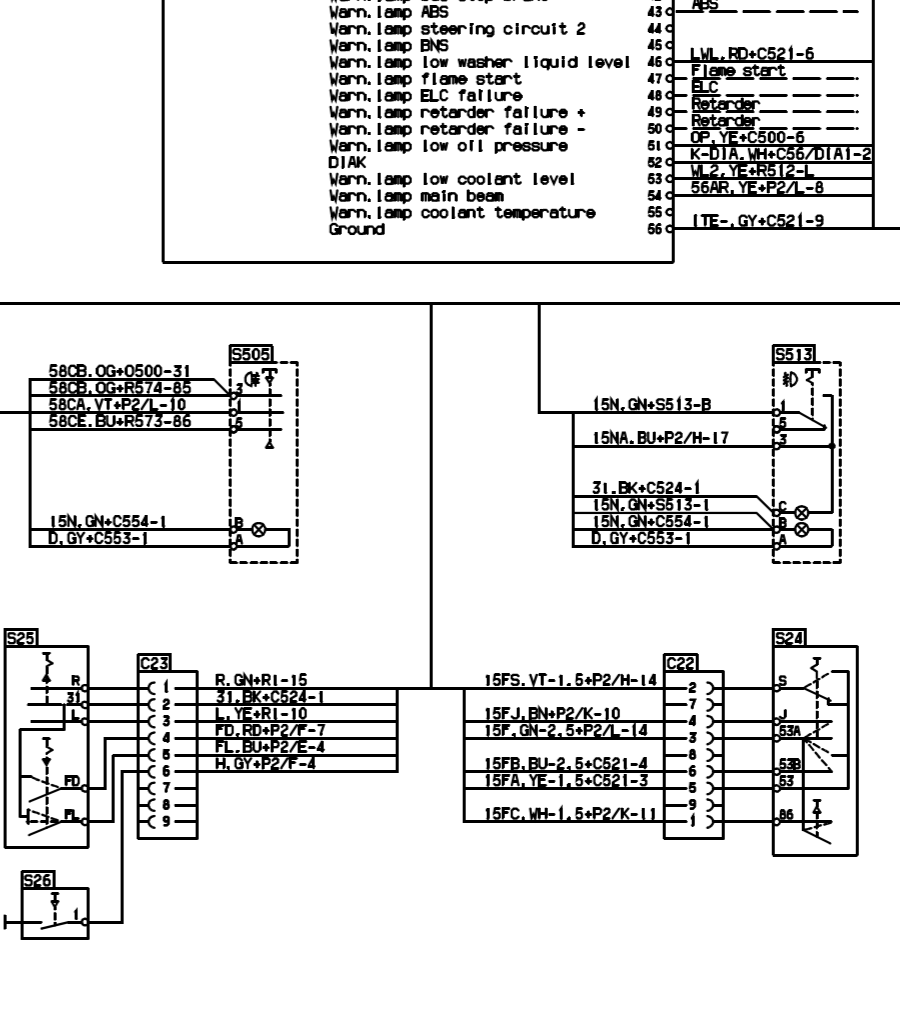 Warn.lamp ABS 43 ABS
Warn.lamp steering circuit 2 44
Warn.lamp BNS 45
Warn.lamp low washer liquid level 46 LWL.RD+C521-6
Warn.lamp flame start 47 Flame start
Warn.lamp ELC failure 48 ELC
Warn.lamp retarder failure + 49 Retarder
Warn.lamp retarder failure - 50 Retarder
Warn.lamp low oil pressure 51 OP.YE+C500-6
DIAK 52 K-DIA.WH+C56/DIA1-2
Warn.lamp low coolant level 53 WL2.YE+R512-L
Warn.lamp main beam 54 56AR.YE+P2/L-8
Warn.lamp coolant temperature 55
Ground 56 ITE-.GY+C521-9
S505
58CB.OG+O500-31
58CB.OG+R574-85 3
58CA.VT+P2/L-10 1
58CE.BU+R573-86 5
15N.GN+C554-1 B
D.GY+C553-1 A
S513
15N.GN+S513-B 1
5
15NA.BU+P2/H-17 3
31.BK+C524-1
15N.GN+S513-1 C
15N.GN+C554-1 B
D.GY+C553-1 A
S25
R
31
L
FD
FL
C23
1 R.GN+R1-15
2 31.BK+C524-1
3 L.YE+R1-10
4 FD.RD+P2/F-7
5 FL.BU+P2/E-4
6 H.GY+P2/F-4
7
8
9
C22
15FS.VT-1.5+P2/H-14 2
7
15FJ.BN+P2/K-10 4
15F.GN-2.5+P2/L-14 3
8
15FB.BU-2.5+C521-4 6
15FA.YE-1.5+C521-3 5
9
15FC.WH-1.5+P2/K-11 1
S24
S
J
53A
53B
53
86
S26
1